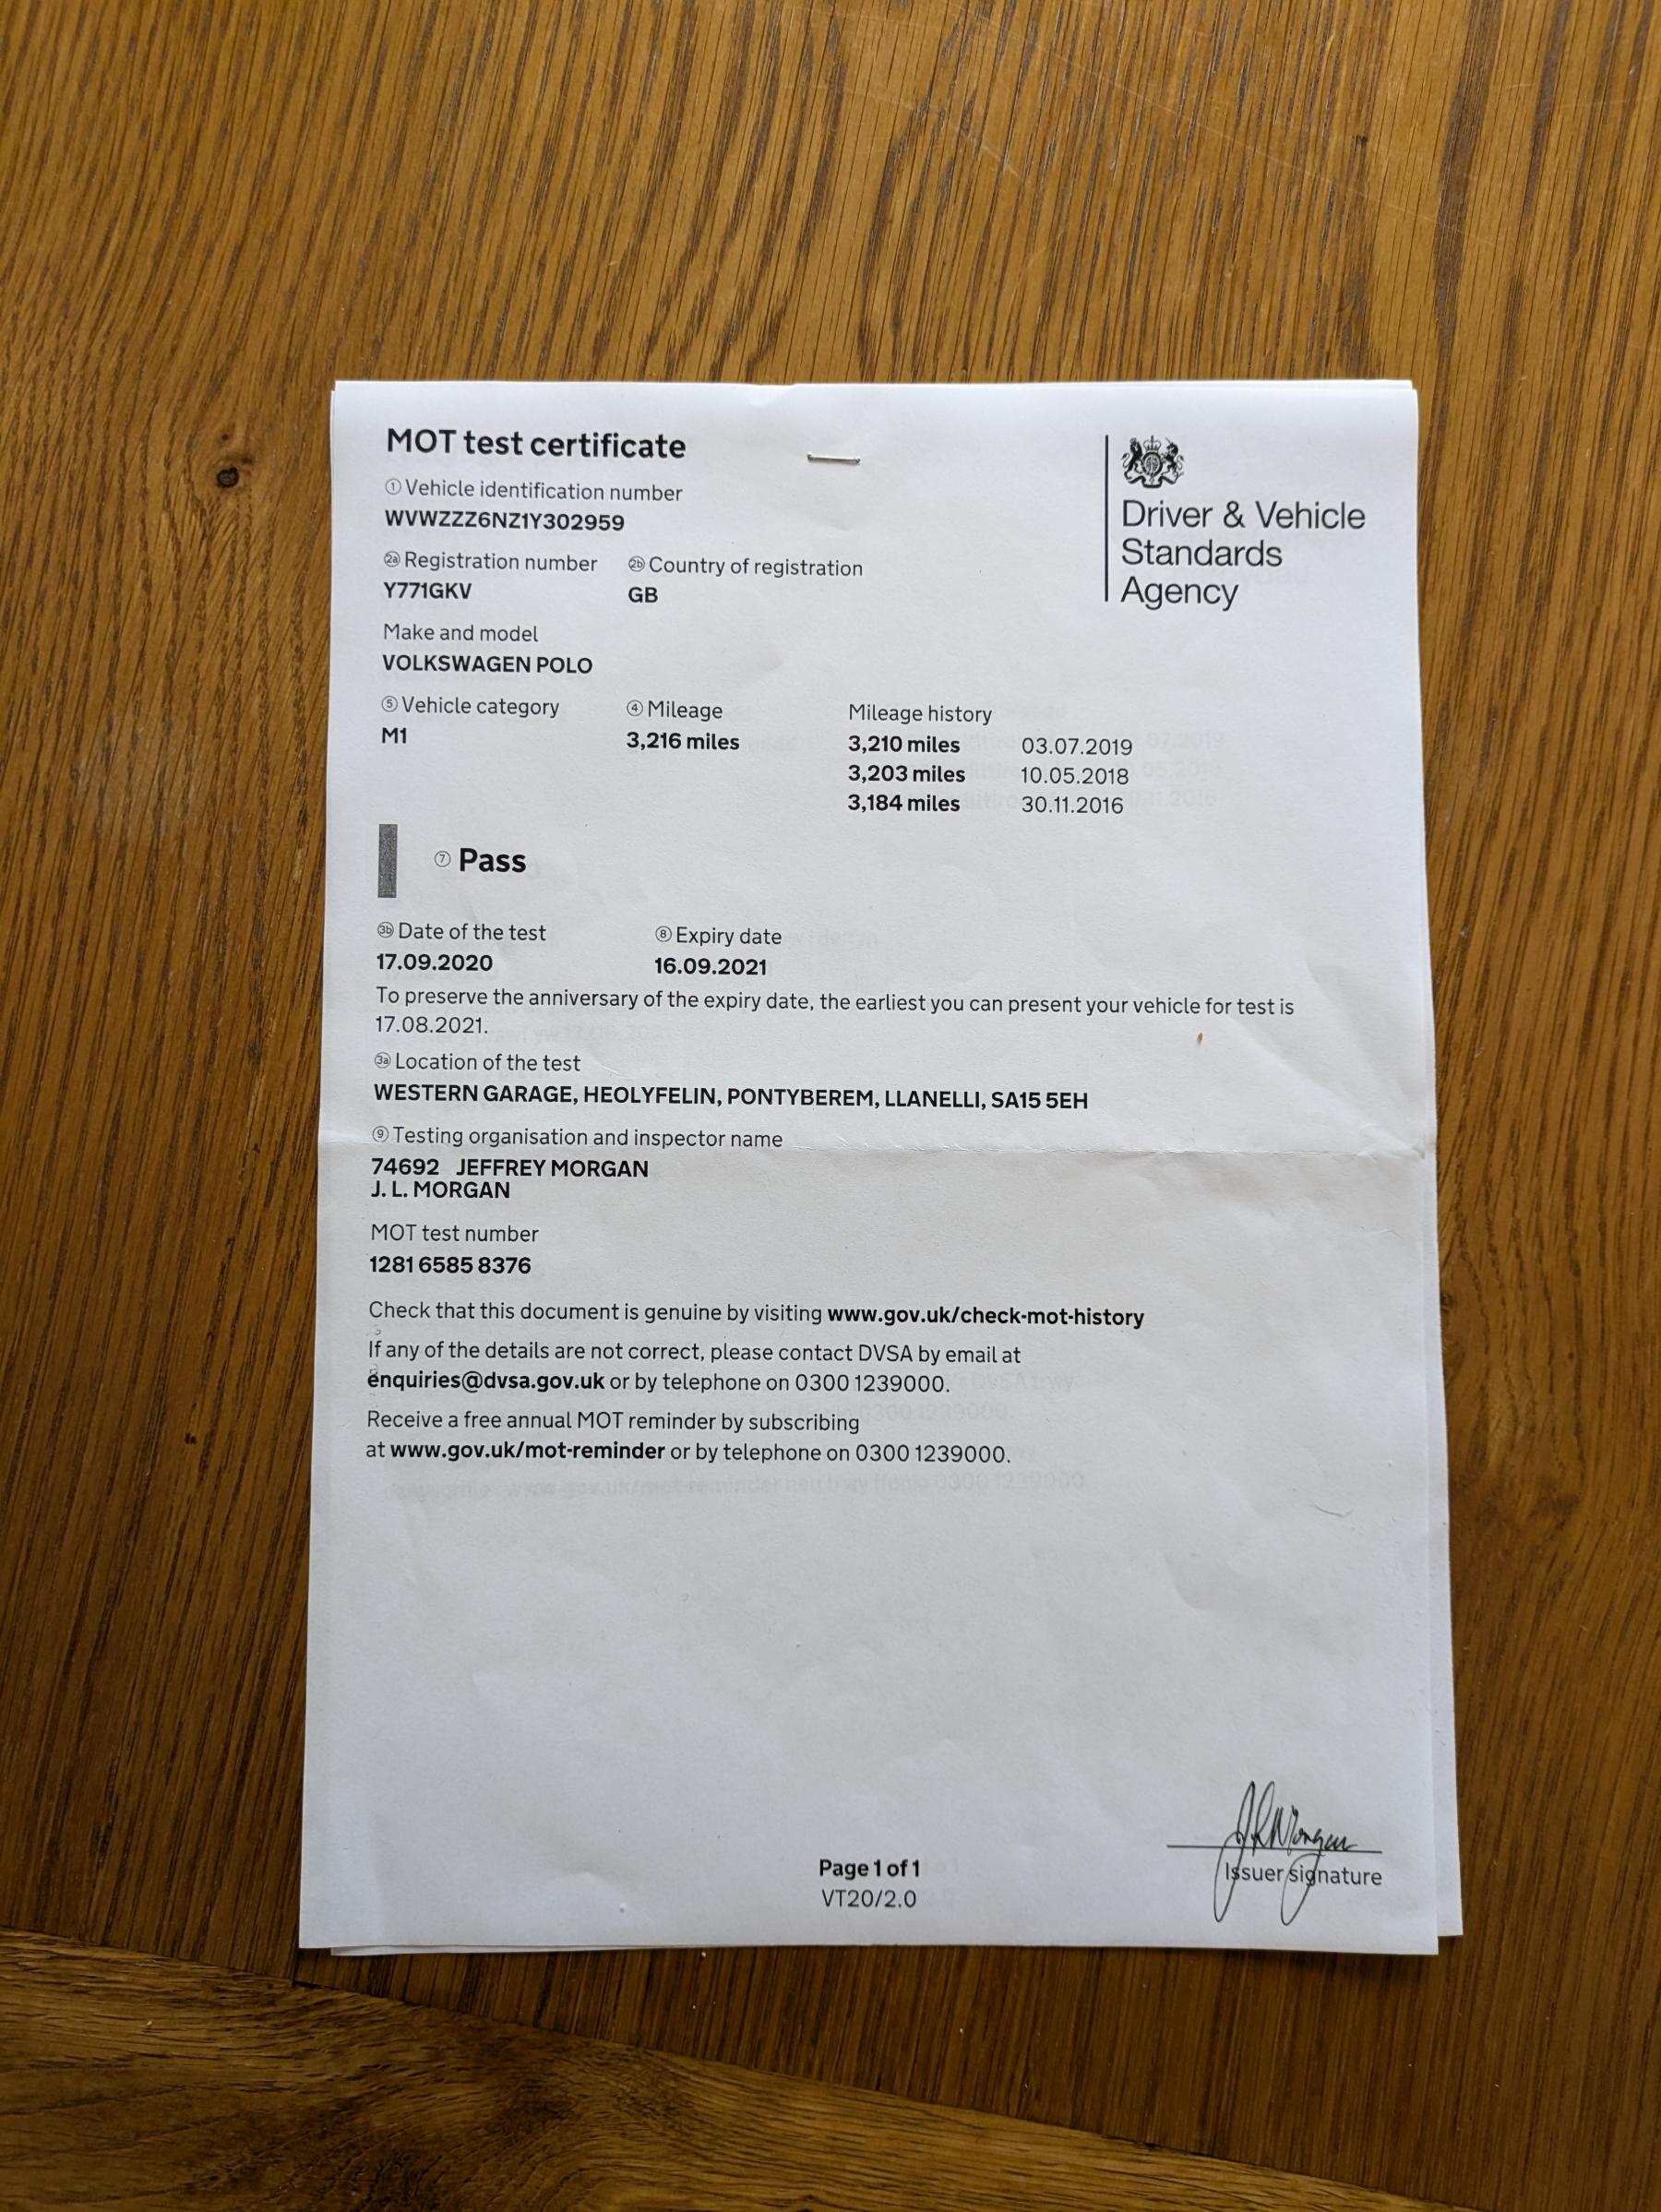 MOT test certificate
① Vehicle identification number
WVWZZZ6NZ1Y302959
2a Registration number 2b Country of registration
Y771GKV GB
Make and model
VOLKSWAGEN POLO
⑤ Vehicle category ④ Mileage Mileage history
M1 3,216 miles 3,210 miles 03.07.2019
3,203 miles 10.05.2018
3,184 miles 30.11.2016
Driver & Vehicle
Standards
Agency
⑦ Pass
3b Date of the test ⑧ Expiry date
17.09.2020 16.09.2021
To preserve the anniversary of the expiry date, the earliest you can present your vehicle for test is
17.08.2021.
3a Location of the test
WESTERN GARAGE, HEOLYFELIN, PONTYBEREM, LLANELLI, SA15 5EH
⑨ Testing organisation and inspector name
74692 JEFFREY MORGAN
J. L. MORGAN
MOT test number
1281 6585 8376
Check that this document is genuine by visiting www.gov.uk/check-mot-history
If any of the details are not correct, please contact DVSA by email at
enquiries@dvsa.gov.uk or by telephone on 0300 1239000.
Receive a free annual MOT reminder by subscribing
at www.gov.uk/mot-reminder or by telephone on 0300 1239000.
Issuer signature
Page 1 of 1
VT20/2.0